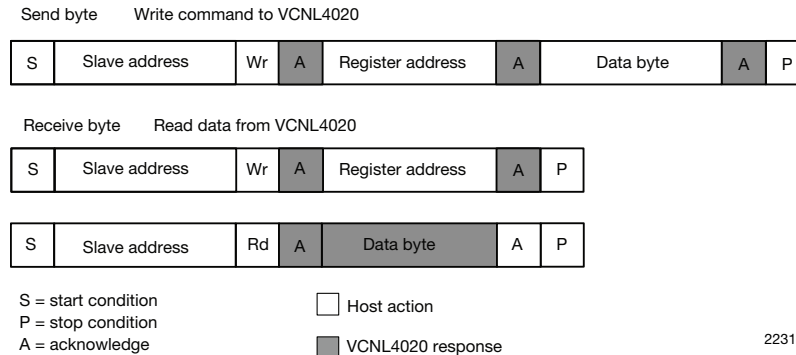 Send byte Write command to VCNL4020
S Slave address Wr A Register address A Data byte A P
Receive byte Read data from VCNL4020
S Slave address Wr A Register address A P
S Slave address Rd A Data byte A P
S = start condition
P = stop condition
A = acknowledge
Host action
VCNL4020 response
2231